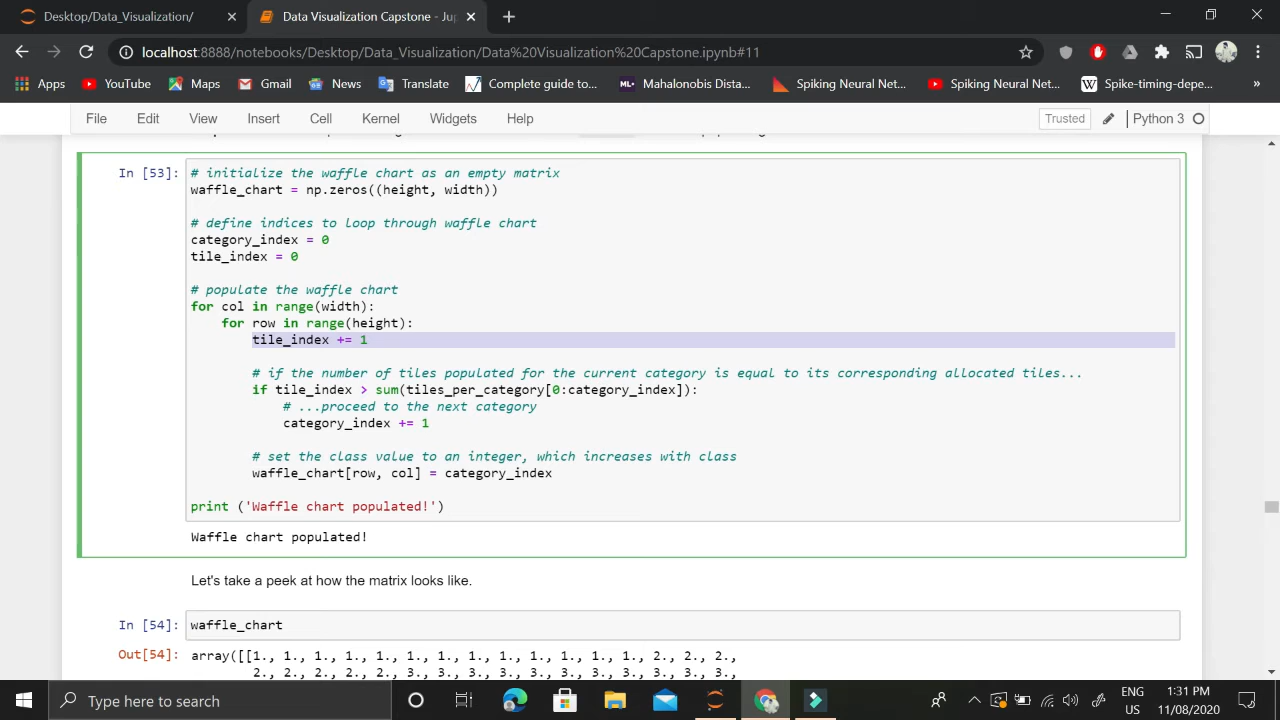 Desktop/Data_Visualization/
Data Visualization Capstone - Jup
localhost:8888/notebooks/Desktop/Data_Visualization/Data%20Visualization%20Capstone.ipynb#11
Apps YouTube Maps Gmail News Translate Complete guide to... ML+ Mahalonobis Dista... Spiking Neural Net... Spiking Neural Net... W Spike-timing-depe... »
File Edit View Insert Cell Kernel Widgets Help Trusted Python 3
In [53]:
# initialize the waffle chart as an empty matrix
waffle_chart = np.zeros((height, width))
# define indices to loop through waffle chart
category_index = 0
tile_index = 0
# populate the waffle chart
for col in range(width):
for row in range(height):
tile_index += 1
# if the number of tiles populated for the current category is equal to its corresponding allocated tiles...
if tile_index > sum(tiles_per_category[0:category_index]):
# ...proceed to the next category
category_index += 1
# set the class value to an integer, which increases with class
waffle_chart[row, col] = category_index
print ('Waffle chart populated!')
Waffle chart populated!
Let's take a peek at how the matrix looks like.
In [54]: waffle_chart
Out[54]: array([[1., 1., 1., 1., 1., 1., 1., 1., 1., 1., 1., 1., 1., 2., 2., 2.,
2., 2., 2., 2., 2., 3., 3., 3., 3., 3., 3., 3., 3., 3., 3., 3.,
Type here to search
ENG
US
1:31 PM
11/08/2020